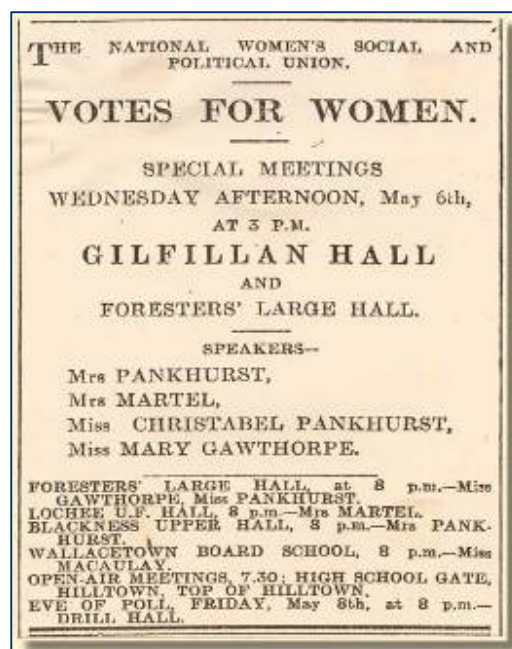 THE NATIONAL WOMEN'S SOCIAL AND
POLITICAL UNION.
VOTES FOR WOMEN.
SPECIAL MEETINGS
WEDNESDAY AFTERNOON, May 6th,
AT 3 P.M.
GILFILLAN HALL
AND
FORESTERS' LARGE HALL.
SPEAKERS—
Mrs PANKHURST,
Mrs MARTEL,
Miss CHRISTABEL PANKHURST,
Miss MARY GAWTHORPE.
FORESTERS' LARGE HALL, at 8 p.m.—Miss
GAWTHORPE, Miss PANKHURST.
LOCHEE U.F. HALL, 8 p.m.—Mrs MARTEL.
BLACKNESS UPPER HALL, 8 p.m.—Mrs PANK-
HURST.
WALLACETOWN BOARD SCHOOL, 8 p.m.—Miss
MACAULAY.
OPEN-AIR MEETINGS, 7.30; HIGH SCHOOL GATE,
HILLTOWN, TOP OF HILLTOWN.
EVE OF POLL, FRIDAY, May 8th, at 8 p.m.—
DRILL HALL.